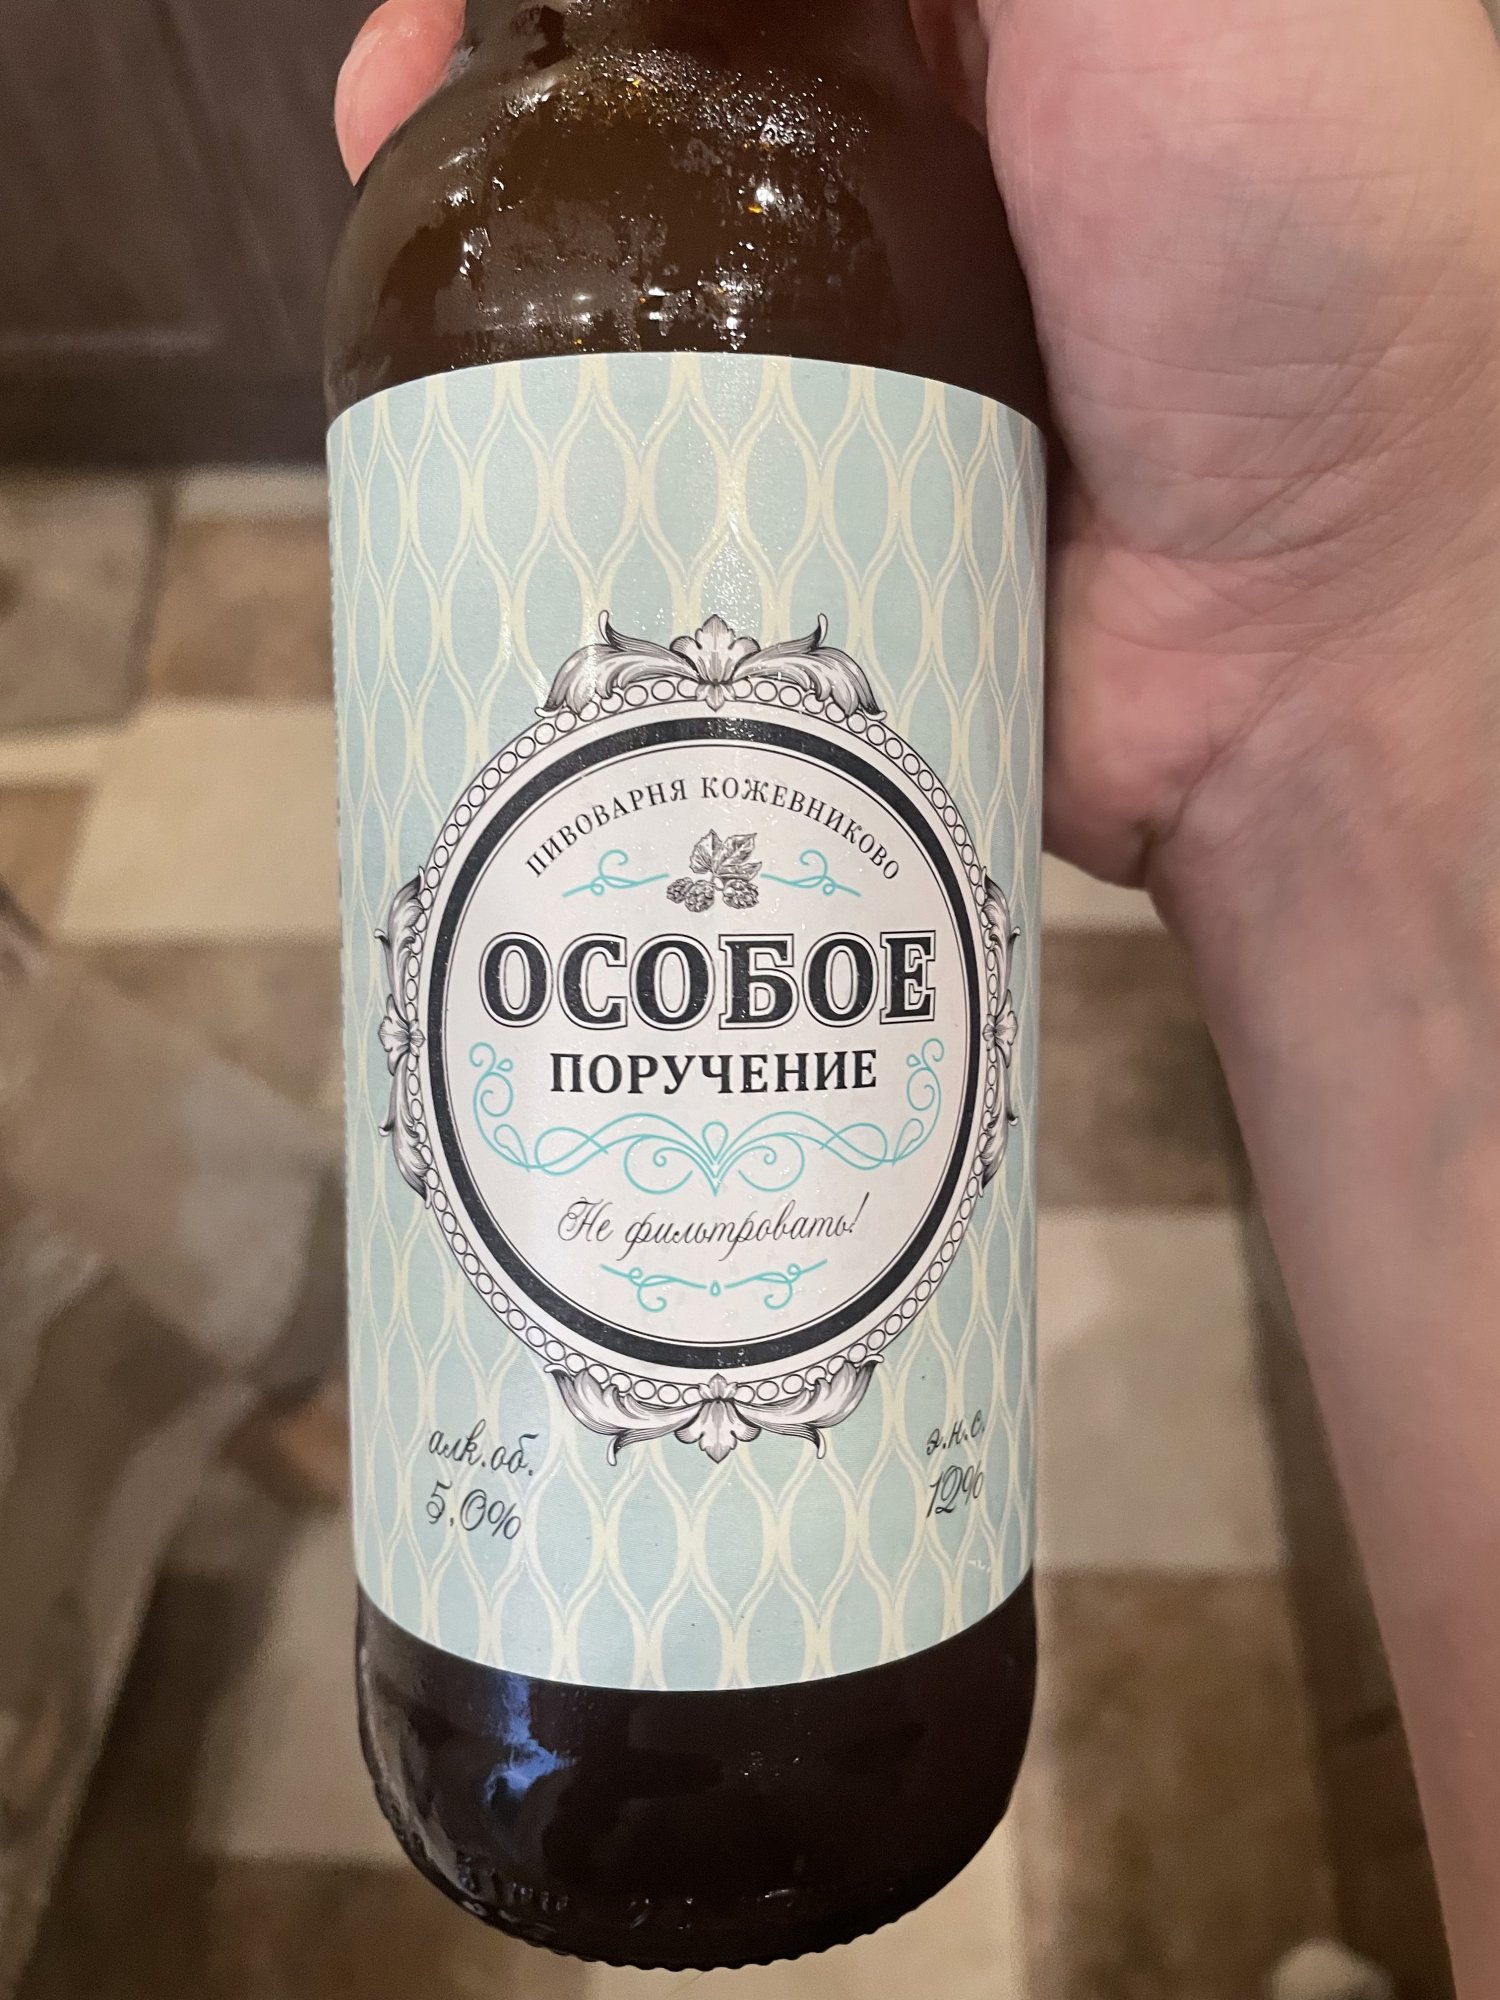 ПИВОВАРНЯ КОЖЕВНИКОВО
ОСОБОЕ
ПОРУЧЕНИЕ
Не фильтровать!
алк.об.
5,0%
э.н.с.
12%